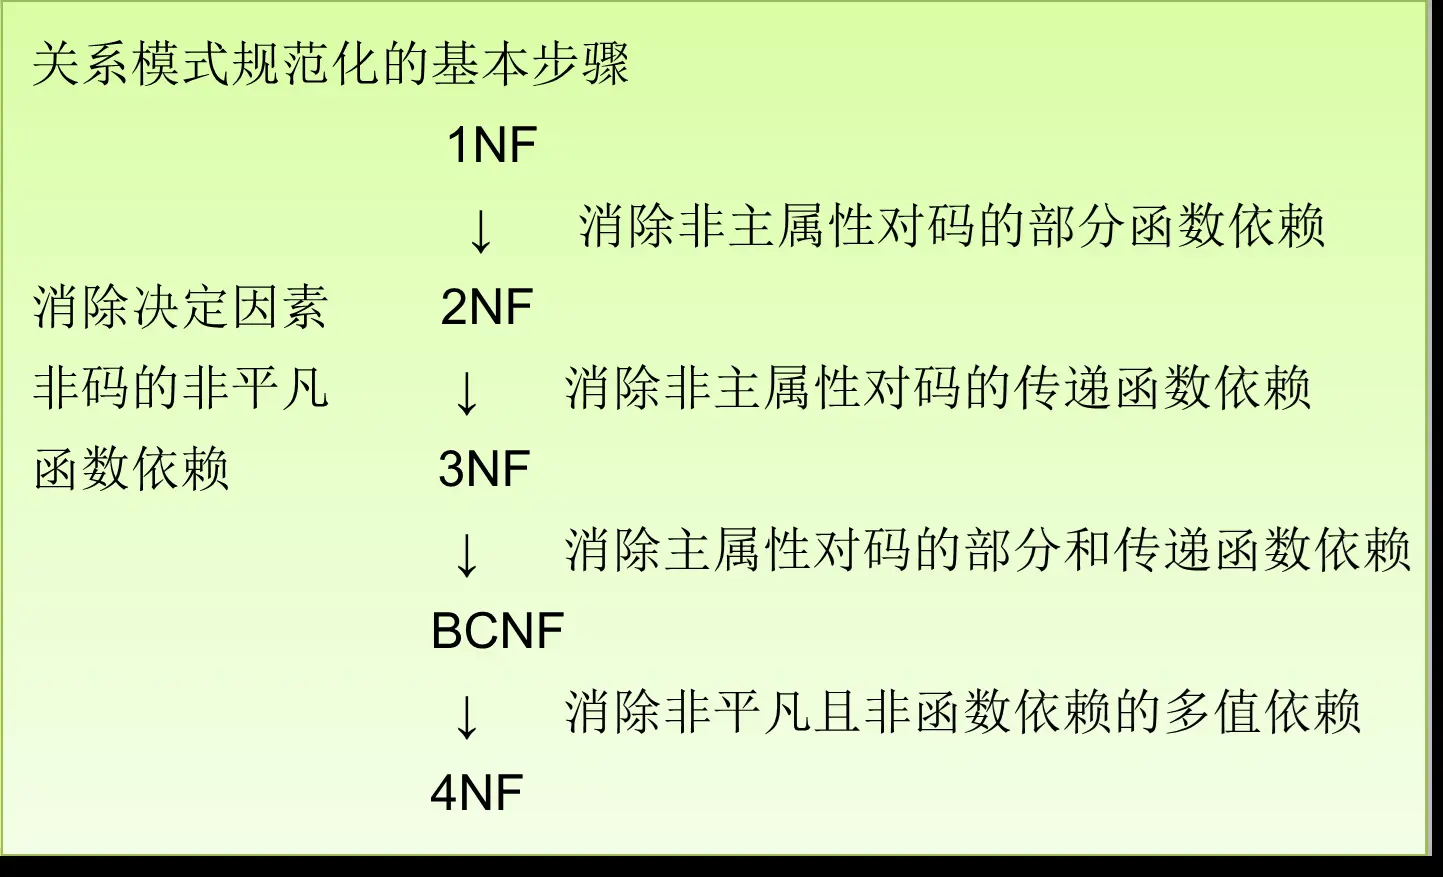 关系模式规范化的基本步骤
1NF
↓ 消除非主属性对码的部分函数依赖
消除决定因素 2NF
非码的非平凡 ↓ 消除非主属性对码的传递函数依赖
函数依赖 3NF
↓ 消除主属性对码的部分和传递函数依赖
BCNF
↓ 消除非平凡且非函数依赖的多值依赖
4NF